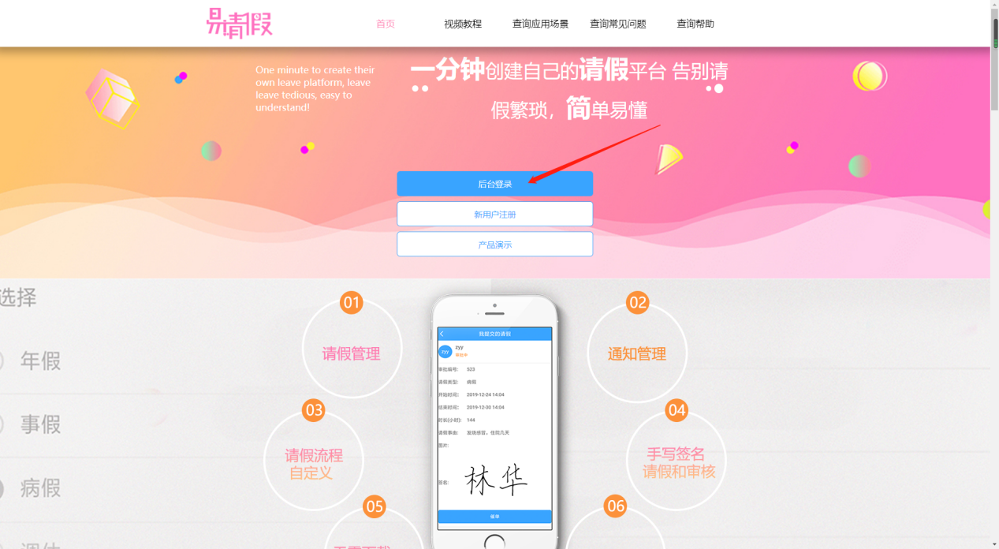 易请假
首页
视频教程
查询应用场景
查询常见问题
查询帮助
One minute to create their
own leave platform, leave
leave tedious, easy to
understand!
一分钟创建自己的请假平台 告别请
假繁琐，简单易懂
后台登录
新用户注册
产品演示
选择
年假
事假
病假
01
请假管理
02
通知管理
03
请假流程
自定义
04
手写签名
请假和审核
05
06
我提交的请假
zyy
zyy
审批中
审批编号: 523
请假类型: 病假
开始时间: 2019-12-24 14:04
结束时间: 2019-12-30 14:04
时长(小时): 144
请假事由: 发烧感冒，住院几天
图片:
签名:
林华
催单